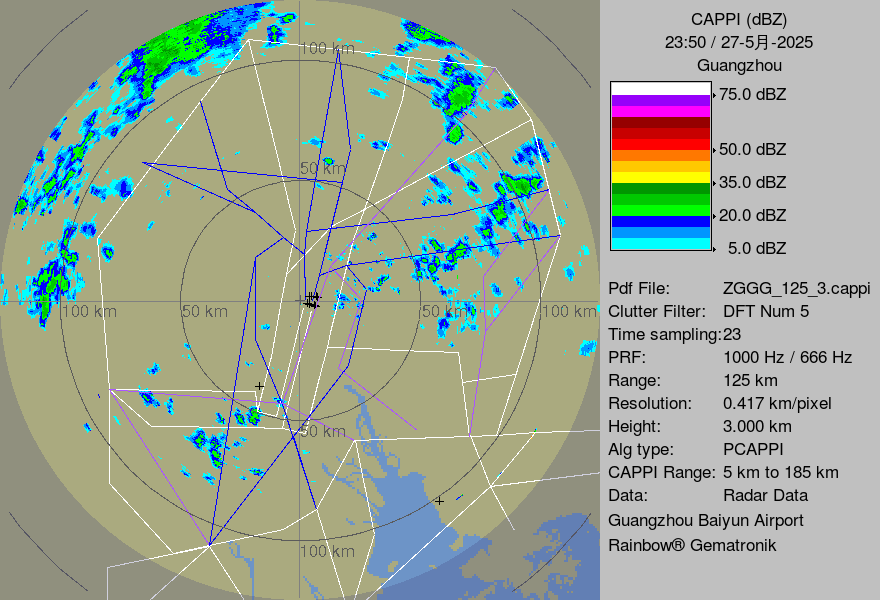 CAPPI (dBZ)
23:50 / 27-5月-2025
Guangzhou
75.0 dBZ
50.0 dBZ
35.0 dBZ
20.0 dBZ
5.0 dBZ
Pdf File: ZGGG_125_3.cappi
Clutter Filter: DFT Num 5
Time sampling:23
PRF: 1000 Hz / 666 Hz
Range: 125 km
Resolution: 0.417 km/pixel
Height: 3.000 km
Alg type: PCAPPI
CAPPI Range: 5 km to 185 km
Data: Radar Data
Guangzhou Baiyun Airport
Rainbow® Gematronik
100 km
50 km
100 km
50 km
50 km
100 km
50 km
100 km